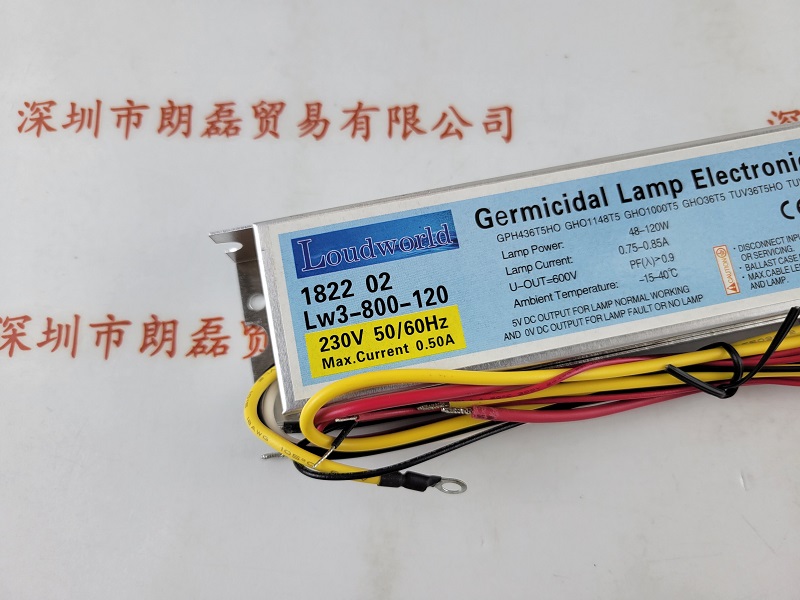 深圳市朗磊贸易有限公司
Germicidal Lamp Electronic
GPH436T5HO GHO1148T5 GHO1000T5 GHO36T5 TUV36T5HO
Loudworld
Lamp Power: 48-120W
Lamp Current: 0.75-0.85A
U-OUT=600V PF(λ)>0.9
Ambient Temperature: -15-40℃
5V DC OUTPUT FOR LAMP NORMAL WORKING
AND 0V DC OUTPUT FOR LAMP FAULT OR NO LAMP
CE
CAUTION
· DISCONNECT INP
OR SERVICING.
· BALLAST CASE
· MAX.CABLE LE
AND LAMP.
1822 02
Lw3-800-120
230V 50/60Hz
Max.Current 0.50A
深圳市朗磊贸